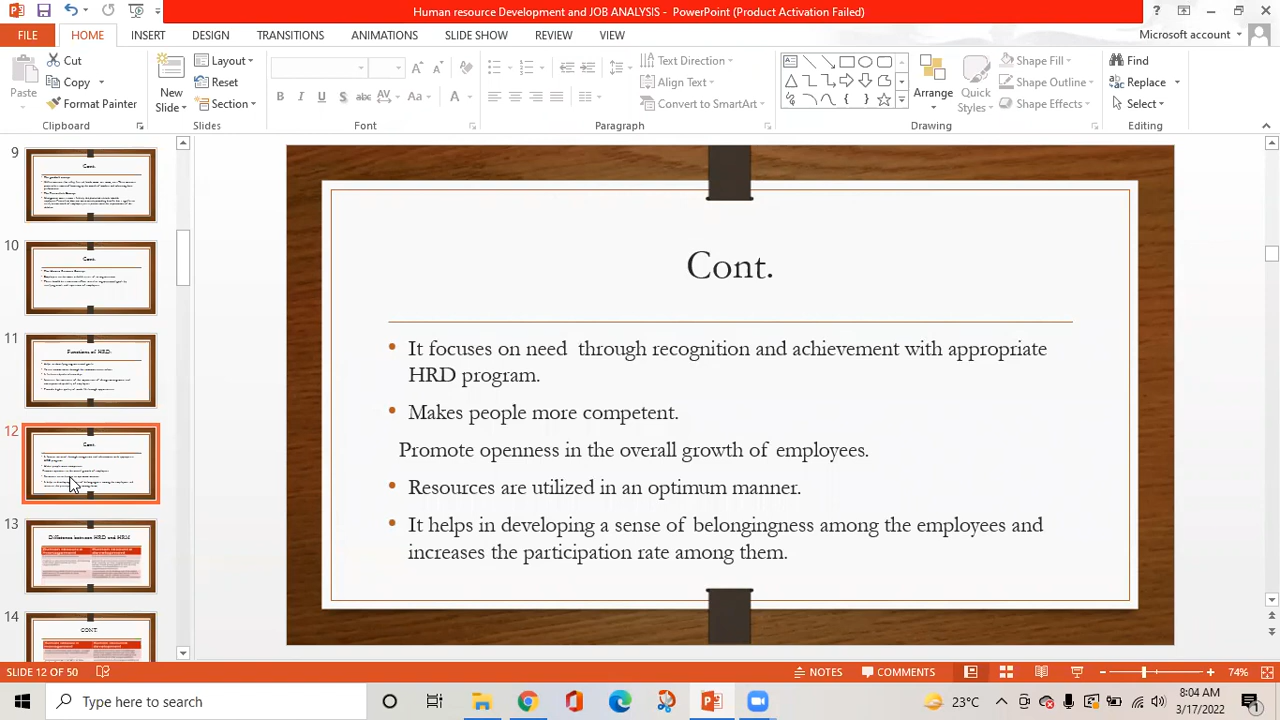 Human resource Development and JOB ANALYSIS - PowerPoint (Product Activation Failed)
FILE HOME INSERT DESIGN TRANSITIONS ANIMATIONS SLIDE SHOW REVIEW VIEW Microsoft account
Paste
Cut
Copy
Format Painter
Clipboard
New
Slide
Layout
Reset
Section
Slides
Font
Text Direction
Align Text
Convert to SmartArt
Paragraph
Arrange
Quick
Styles
Shape Fill
Shape Outline
Shape Effects
Drawing
Find
Replace
Select
Editing
9
Cont.
10
Cont.
11
Functions of HRD:
12
Cont.
13
Difference between HRD and HRM
14
CONT
Cont.
• It focuses on need through recognition and achievement with appropriate
HRD program.
• Makes people more competent.
Promote openness in the overall growth of employees.
• Resources are utilized in an optimum manner.
• It helps in developing a sense of belongingness among the employees and
increases the participation rate among them.
SLIDE 12 OF 50 NOTES COMMENTS 74%
Type here to search 23°C 8:04 AM
3/17/2022